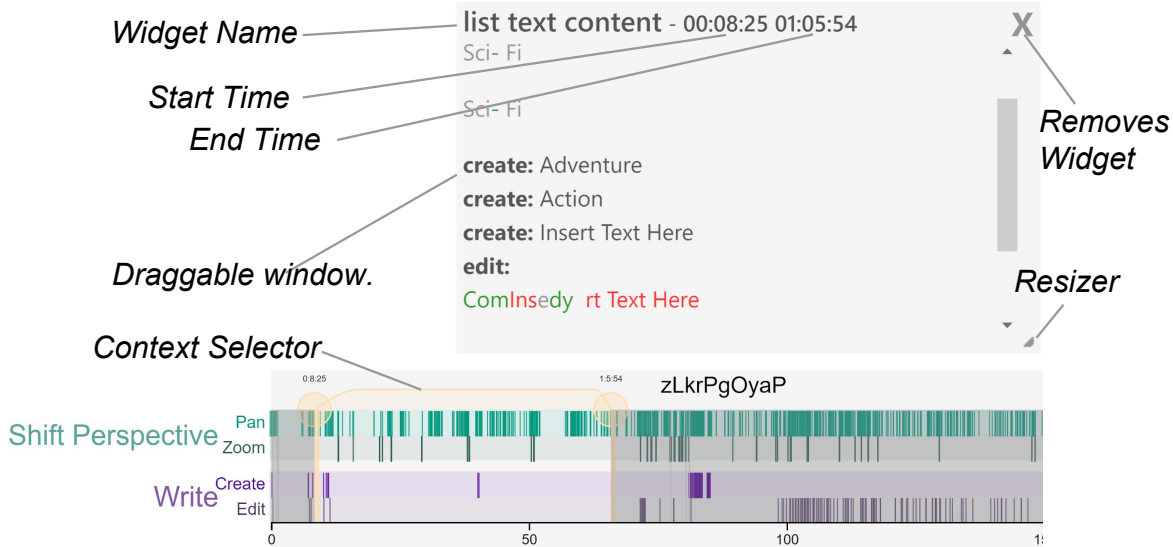 Widget Name
list text content - 00:08:25 01:05:54
X
Sci- Fi
Start Time
Sci- Fi
End Time
Removes
Widget
create: Adventure
create: Action
create: Insert Text Here
Draggable window.
edit:
ComInsedy rt Text Here
Resizer
Context Selector
0:8:25
1:5:54
zLkrPgOyaP
Shift Perspective
Pan
Zoom
Write
Create
Edit
0
50
100